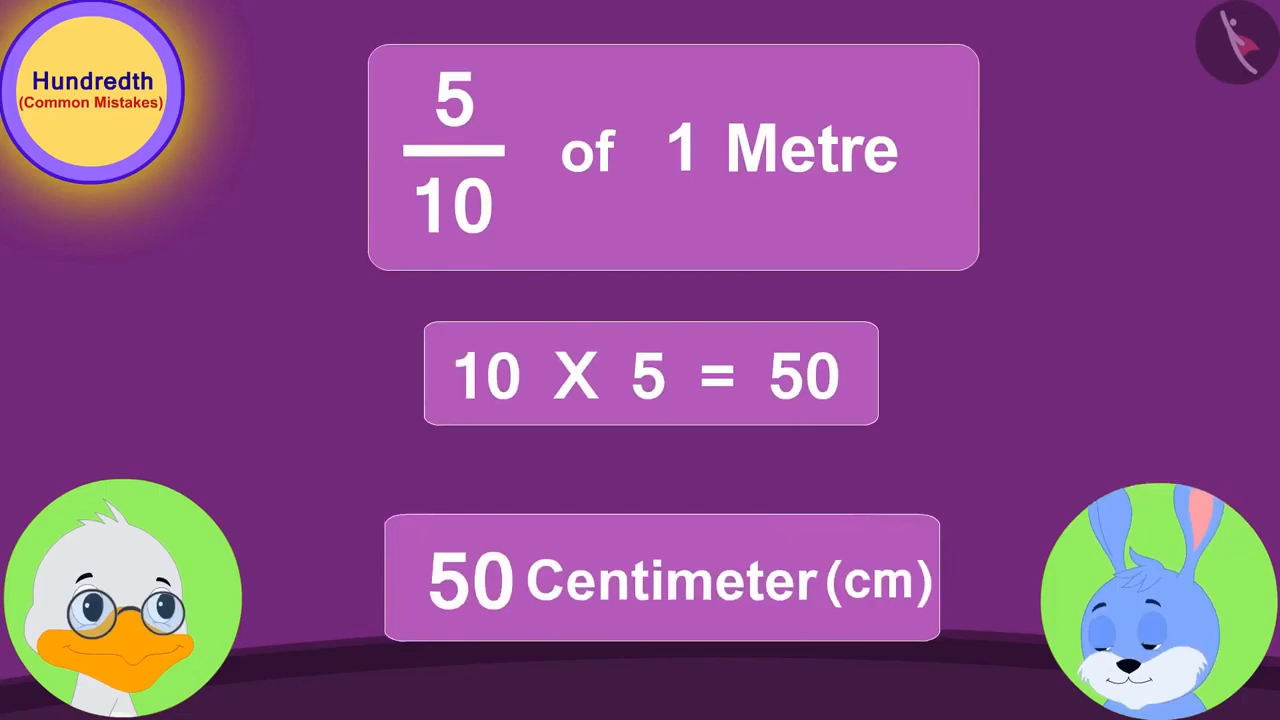 Hundredth
(Common Mistakes)
5
10
of 1 Metre
10 X 5 = 50
50 Centimeter (cm)